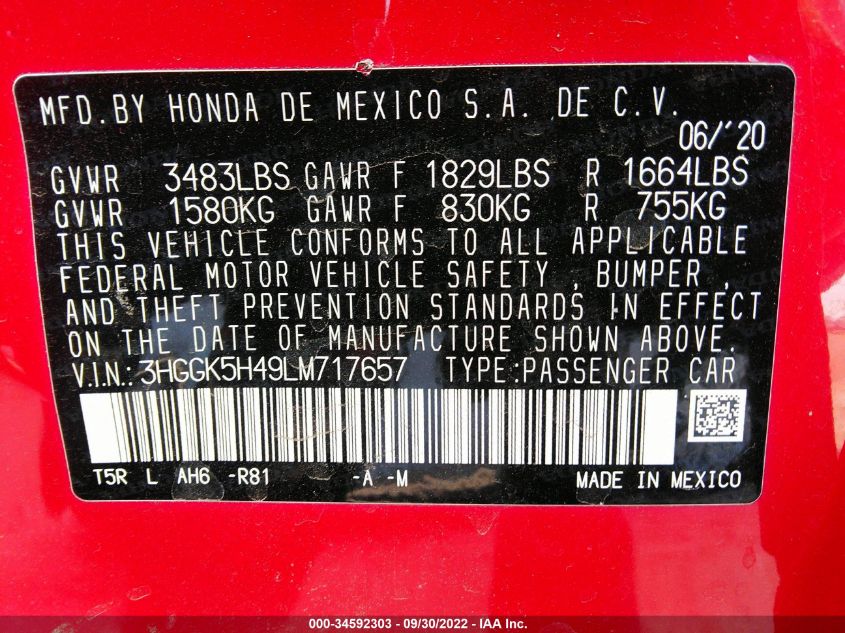 MFD.BY HONDA DE MEXICO S.A. DE C.V.
06/'20
GVWR 3483LBS GAWR F 1829LBS R 1664LBS
GVWR 1580KG GAWR F 830KG R 755KG
THIS VEHICLE CONFORMS TO ALL APPLICABLE
FEDERAL MOTOR VEHICLE SAFETY , BUMPER ,
AND THEFT PREVENTION STANDARDS IN EFFECT
ON THE DATE OF MANUFACTURE SHOWN ABOVE.
V.I.N.: 3HGGK5H49LM717657 TYPE:PASSENGER CAR
T5R L AH6 -R81 -A -M MADE IN MEXICO
000-34592303 - 09/30/2022 - IAA Inc.